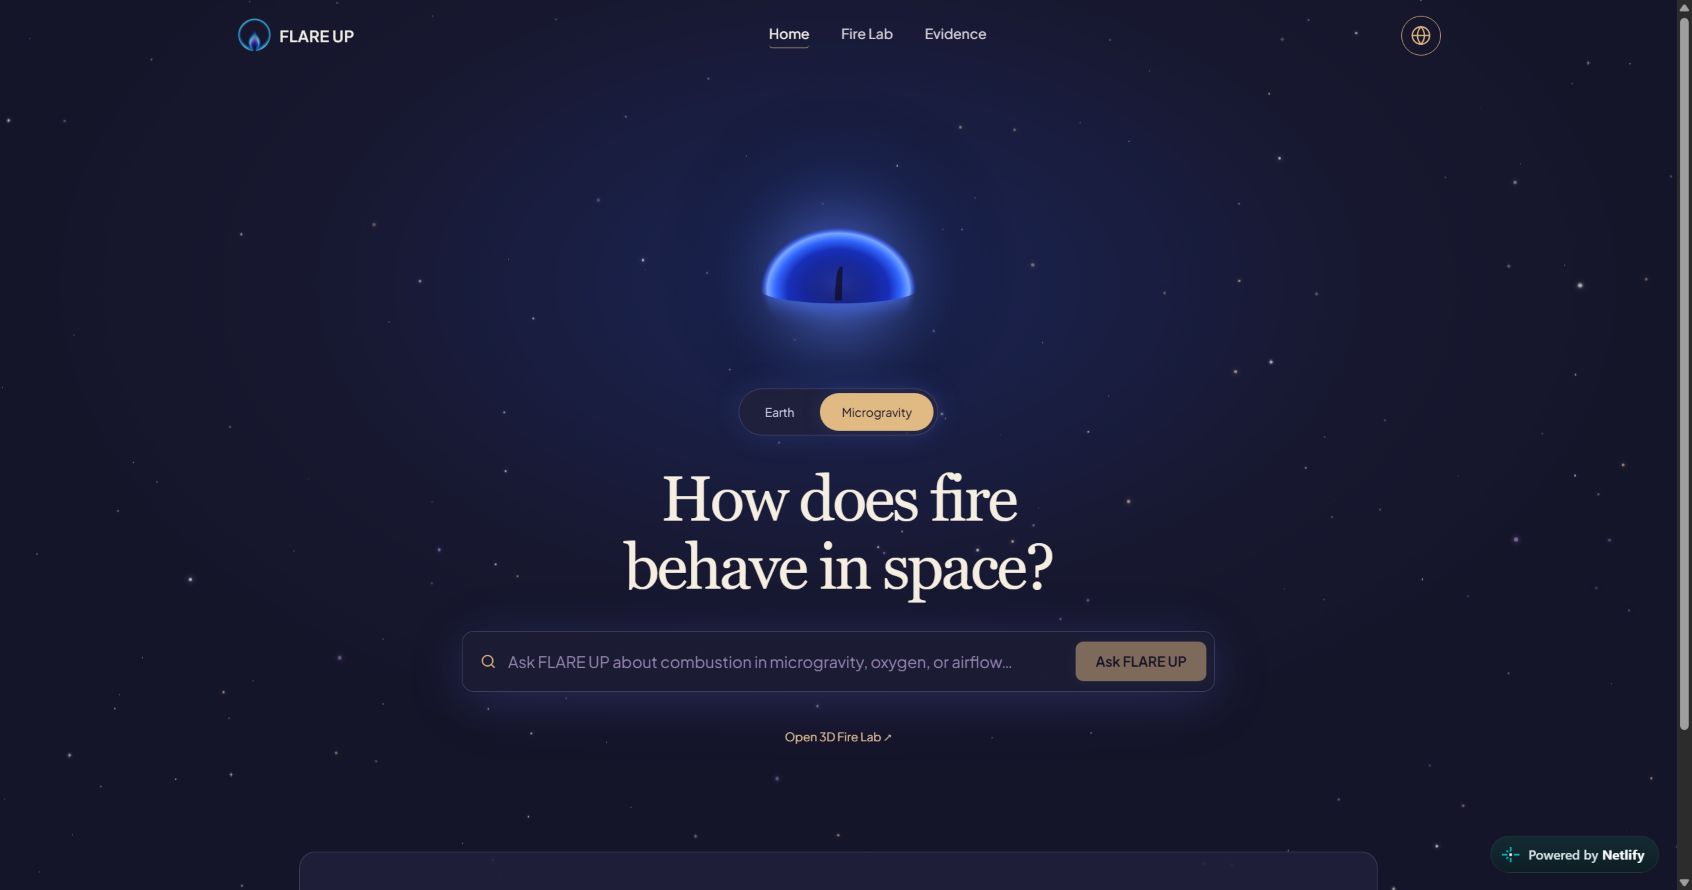 FLARE UP
Home
Fire Lab
Evidence
Earth
Microgravity
How does fire
behave in space?
Ask FLARE UP about combustion in microgravity, oxygen, or airflow…
Ask FLARE UP
Open 3D Fire Lab ↗
Powered by Netlify